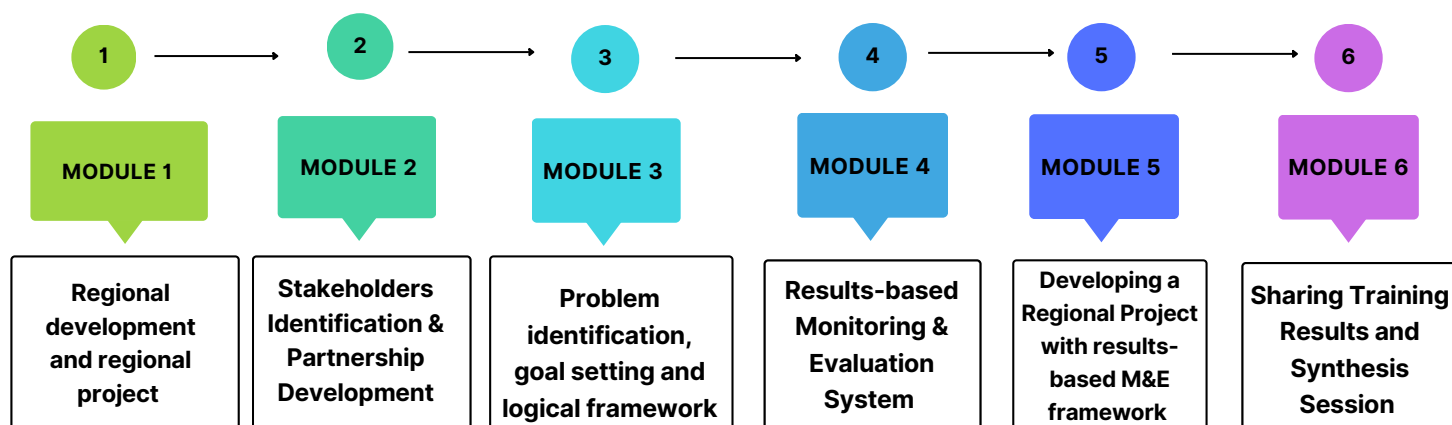 1
2
3
4
5
6
MODULE 1
MODULE 2
MODULE 3
MODULE 4
MODULE 5
MODULE 6
Regional
development
and regional
project
Stakeholders
Identification &
Partnership
Development
Problem
identification,
goal setting and
logical framework
Results-based
Monitoring &
Evaluation
System
Developing a
Regional Project
with results-
based M&E
framework
Sharing Training
Results and
Synthesis
Session